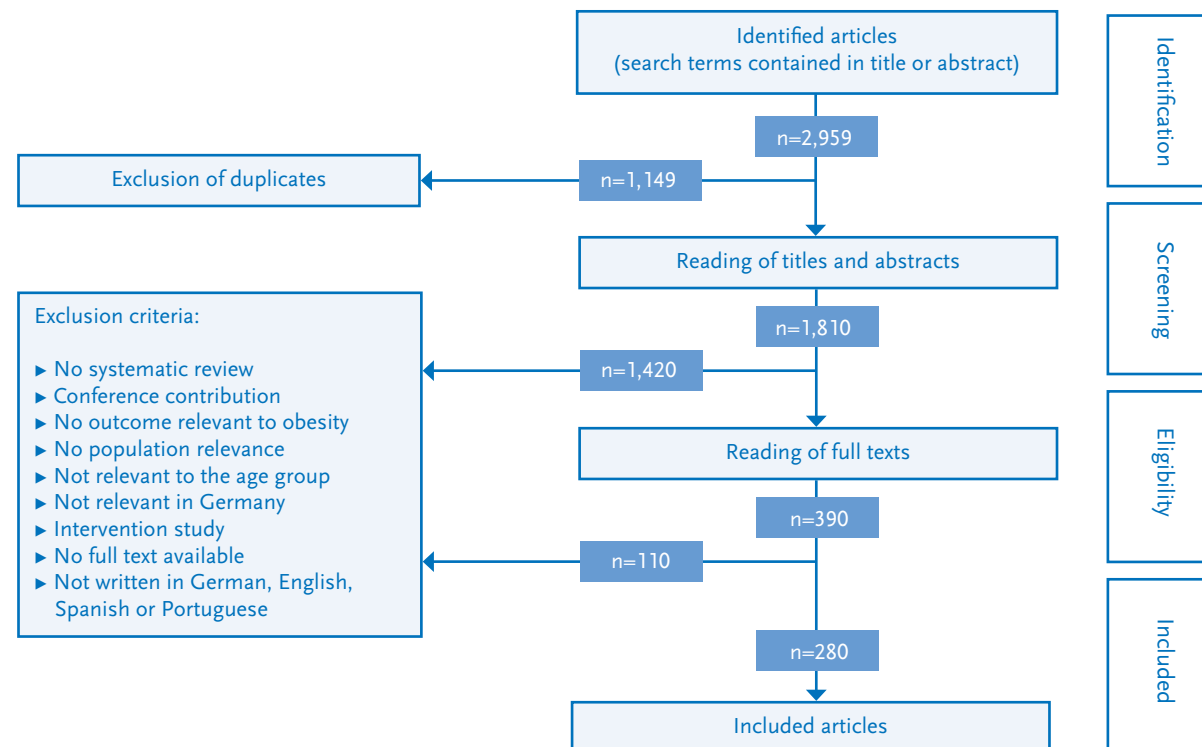 Identified articles
(search terms contained in title or abstract)
n=2,959
Exclusion of duplicates
n=1,149
Reading of titles and abstracts
n=1,810
Exclusion criteria:
► No systematic review
► Conference contribution
► No outcome relevant to obesity
► No population relevance
► Not relevant to the age group
► Not relevant in Germany
► Intervention study
► No full text available
► Not written in German, English,
Spanish or Portuguese
n=1,420
Reading of full texts
n=390
n=110
n=280
Included articles
Identification
Screening
Eligibility
Included